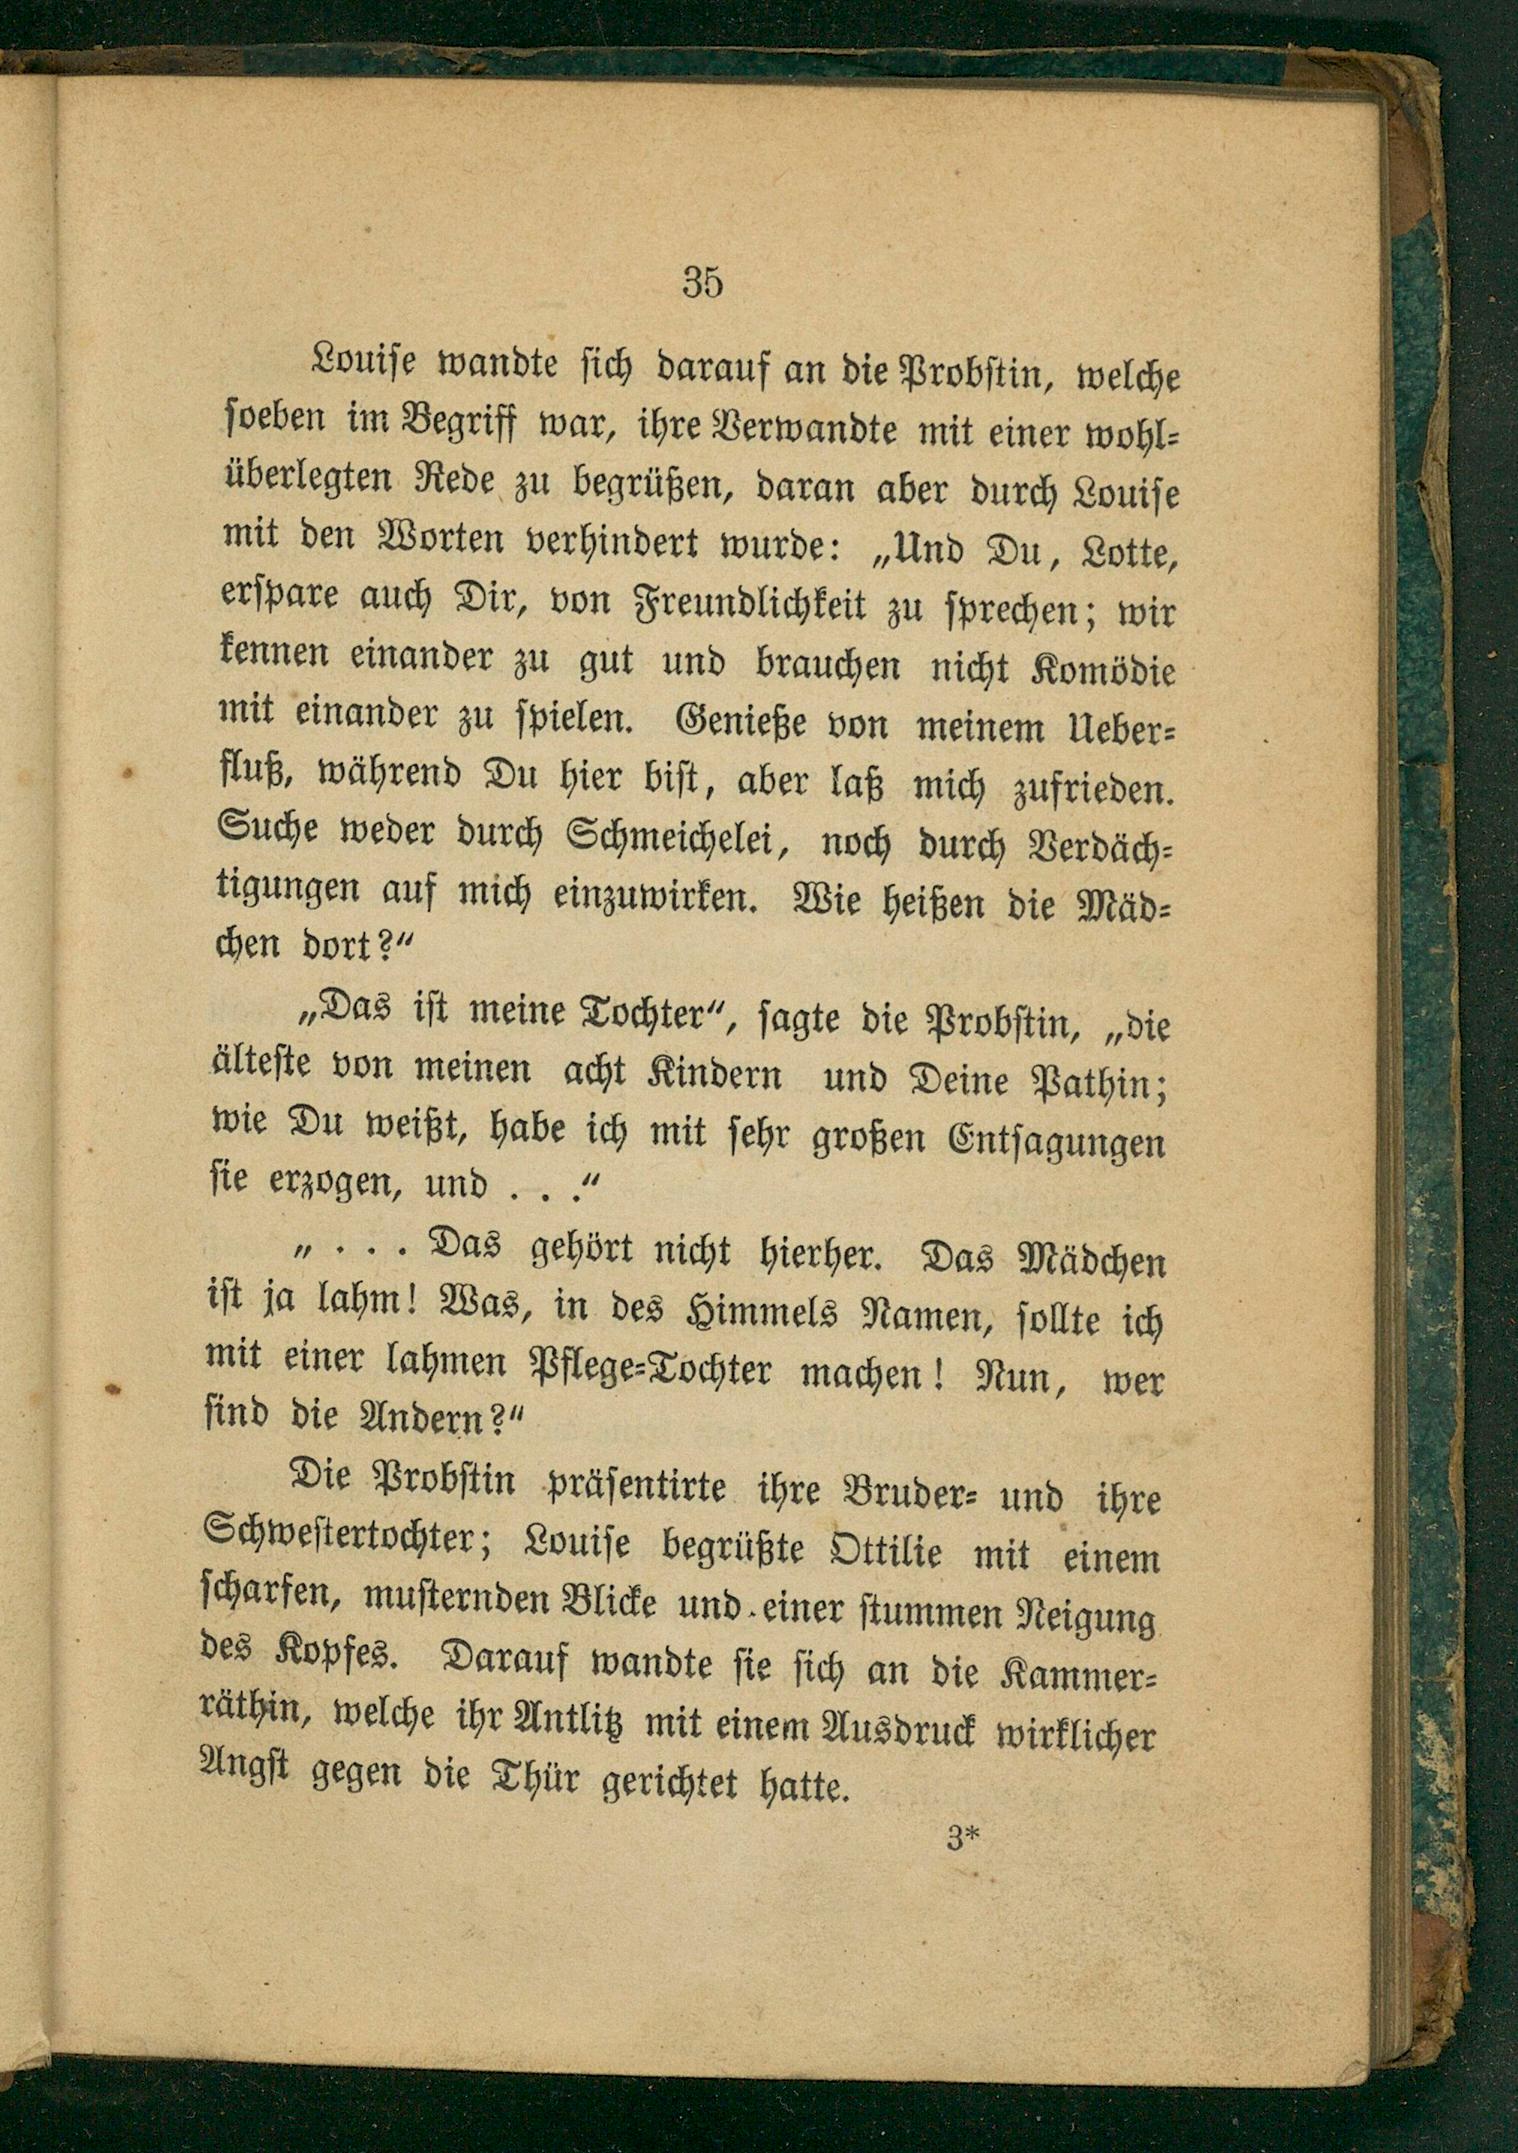 35
Louise wandte sich darauf an die Probstin, welche
soeben im Begriff war, ihre Verwandte mit einer wohl-
überlegten Rede zu begrüßen, daran aber durch Louise
mit den Worten verhindert wurde: „Und Du, Lotte,
erspare auch Dir, von Freundlichkeit zu sprechen; wir
kennen einander zu gut und brauchen nicht Komödie
mit einander zu spielen. Genieße von meinem Ueber-
fluß, während Du hier bist, aber laß mich zufrieden.
Suche weder durch Schmeichelei, noch durch Verdäch-
tigungen auf mich einzuwirken. Wie heißen die Mäd-
chen dort?“
„Das ist meine Tochter“, sagte die Probstin, „die
älteste von meinen acht Kindern und Deine Pathin;
wie Du weißt, habe ich mit sehr großen Entsagungen
sie erzogen, und . . .“
„ . . . Das gehört nicht hierher. Das Mädchen
ist ja lahm! Was, in des Himmels Namen, sollte ich
mit einer lahmen Pflege-Tochter machen! Nun, wer
sind die Andern?“
Die Probstin präsentirte ihre Bruder- und ihre
Schwestertochter; Louise begrüßte Ottilie mit einem
scharfen, musternden Blicke und einer stummen Neigung
des Kopfes. Darauf wandte sie sich an die Kammer-
räthin, welche ihr Antlitz mit einem Ausdruck wirklicher
Angst gegen die Thür gerichtet hatte.
3*